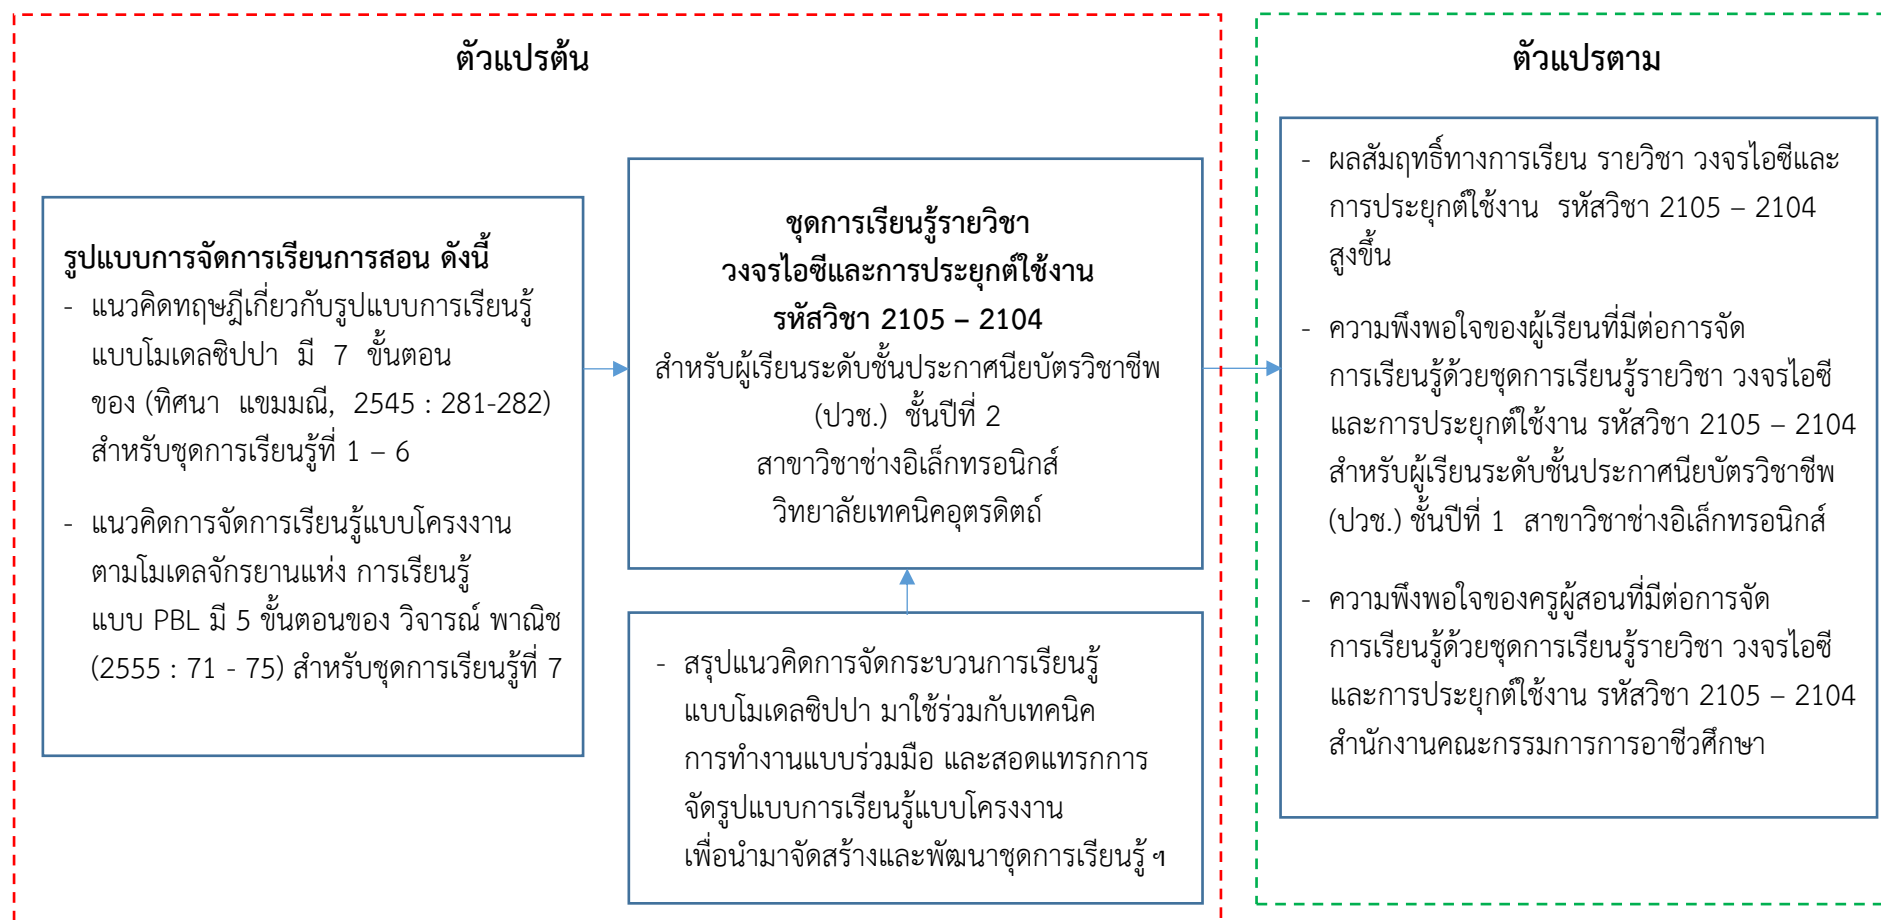 ตัวแปรต้น
รูปแบบการจัดการเรียนการสอน ดังนี้
- แนวคิดทฤษฎีเกี่ยวกับรูปแบบการเรียนรู้
แบบโมเดลซิปปา มี 7 ขั้นตอน
ของ (ทิศนา แขมมณี, 2545 : 281-282)
สำหรับชุดการเรียนรู้ที่ 1 – 6
- แนวคิดการจัดการเรียนรู้แบบโครงงาน
ตามโมเดลจักรยานแห่ง การเรียนรู้
แบบ PBL มี 5 ขั้นตอนของ วิจารณ์ พาณิช
(2555 : 71 - 75) สำหรับชุดการเรียนรู้ที่ 7
ชุดการเรียนรู้รายวิชา
วงจรไอซีและการประยุกต์ใช้งาน
รหัสวิชา 2105 – 2104
สำหรับผู้เรียนระดับชั้นประกาศนียบัตรวิชาชีพ
(ปวช.) ชั้นปีที่ 2
สาขาวิชาช่างอิเล็กทรอนิกส์
วิทยาลัยเทคนิคอุตรดิตถ์
- สรุปแนวคิดการจัดกระบวนการเรียนรู้
แบบโมเดลซิปปา มาใช้ร่วมกับเทคนิค
การทำงานแบบร่วมมือ และสอดแทรกการ
จัดรูปแบบการเรียนรู้แบบโครงงาน
เพื่อนำมาจัดสร้างและพัฒนาชุดการเรียนรู้ ฯ
ตัวแปรตาม
- ผลสัมฤทธิ์ทางการเรียน รายวิชา วงจรไอซีและ
การประยุกต์ใช้งาน รหัสวิชา 2105 – 2104
สูงขึ้น
- ความพึงพอใจของผู้เรียนที่มีต่อการจัด
การเรียนรู้ด้วยชุดการเรียนรู้รายวิชา วงจรไอซี
และการประยุกต์ใช้งาน รหัสวิชา 2105 – 2104
สำหรับผู้เรียนระดับชั้นประกาศนียบัตรวิชาชีพ
(ปวช.) ชั้นปีที่ 1 สาขาวิชาช่างอิเล็กทรอนิกส์
- ความพึงพอใจของครูผู้สอนที่มีต่อการจัด
การเรียนรู้ด้วยชุดการเรียนรู้รายวิชา วงจรไอซี
และการประยุกต์ใช้งาน รหัสวิชา 2105 – 2104
สำนักงานคณะกรรมการการอาชีวศึกษา